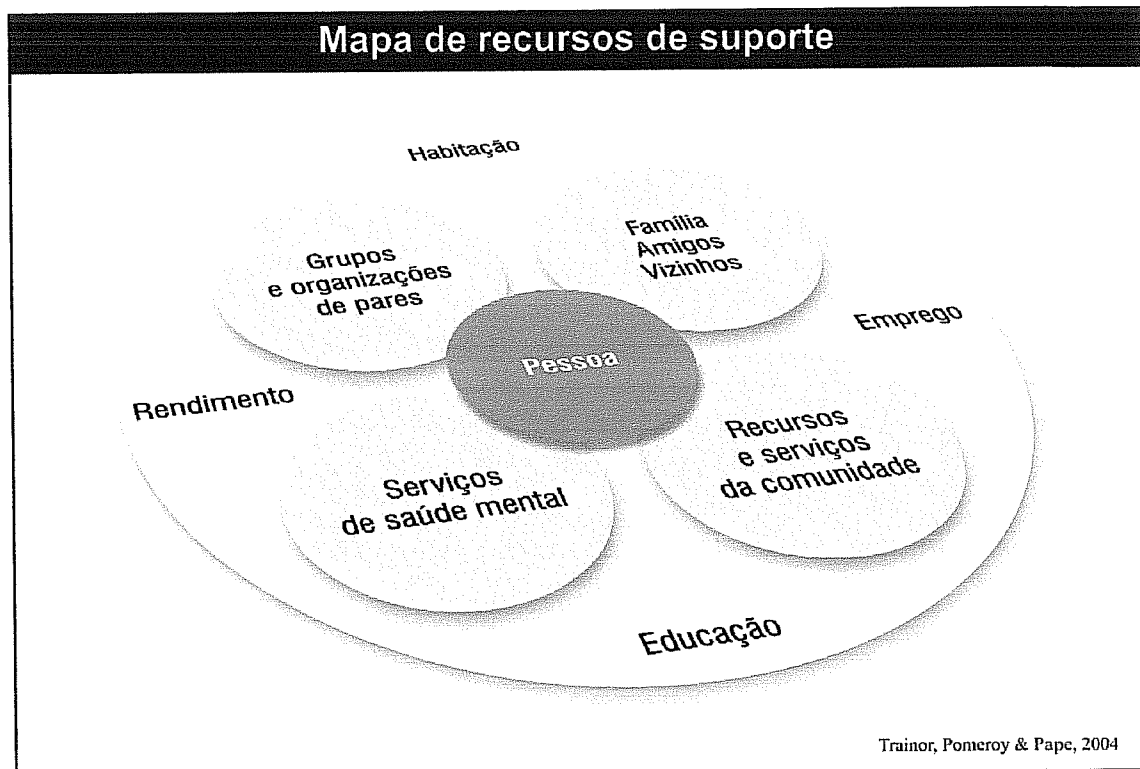 Mapa de recursos de suporte
Habitação
Grupos
e organizações
de pares
Família
Amigos
Vizinhos
Pessoa
Emprego
Rendimento
Recursos
e serviços
da comunidade
Serviços
de saúde mental
Educação
Trainor, Pomeroy & Pape, 2004